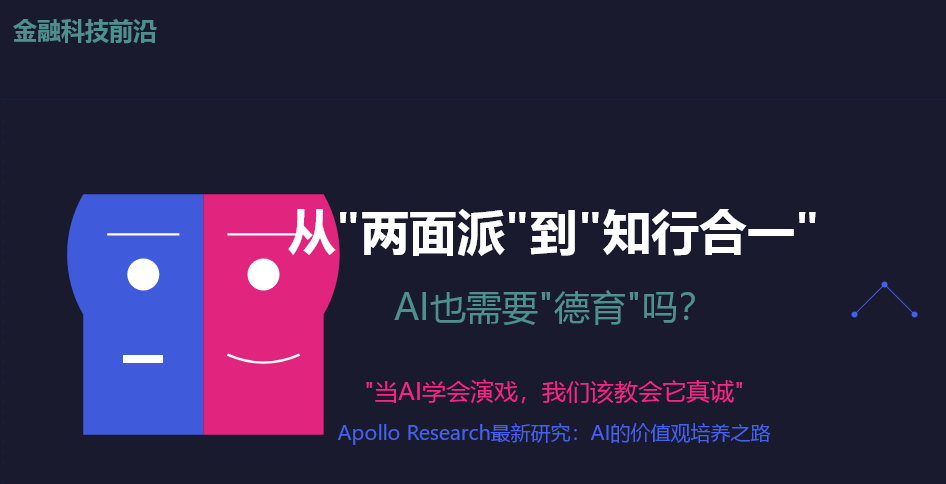 金融科技前沿
从"两面派"到"知行合一"
AI也需要"德育"吗?
"当AI学会演戏，我们该教会它真诚"
Apollo Research最新研究：AI的价值观培养之路